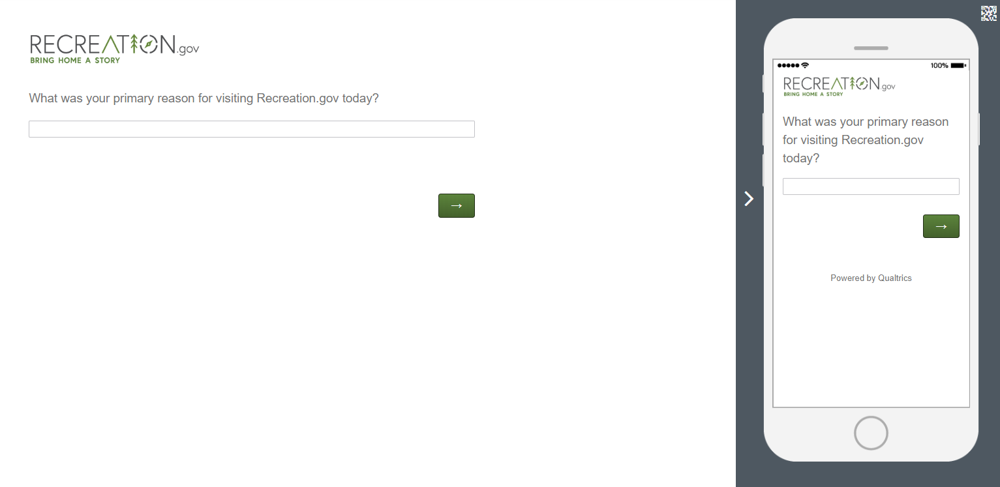 RECREATION.gov
BRING HOME A STORY
What was your primary reason for visiting Recreation.gov today?
→
100%
RECREATION.gov
BRING HOME A STORY
What was your primary reason
for visiting Recreation.gov
today?
→
Powered by Qualtrics